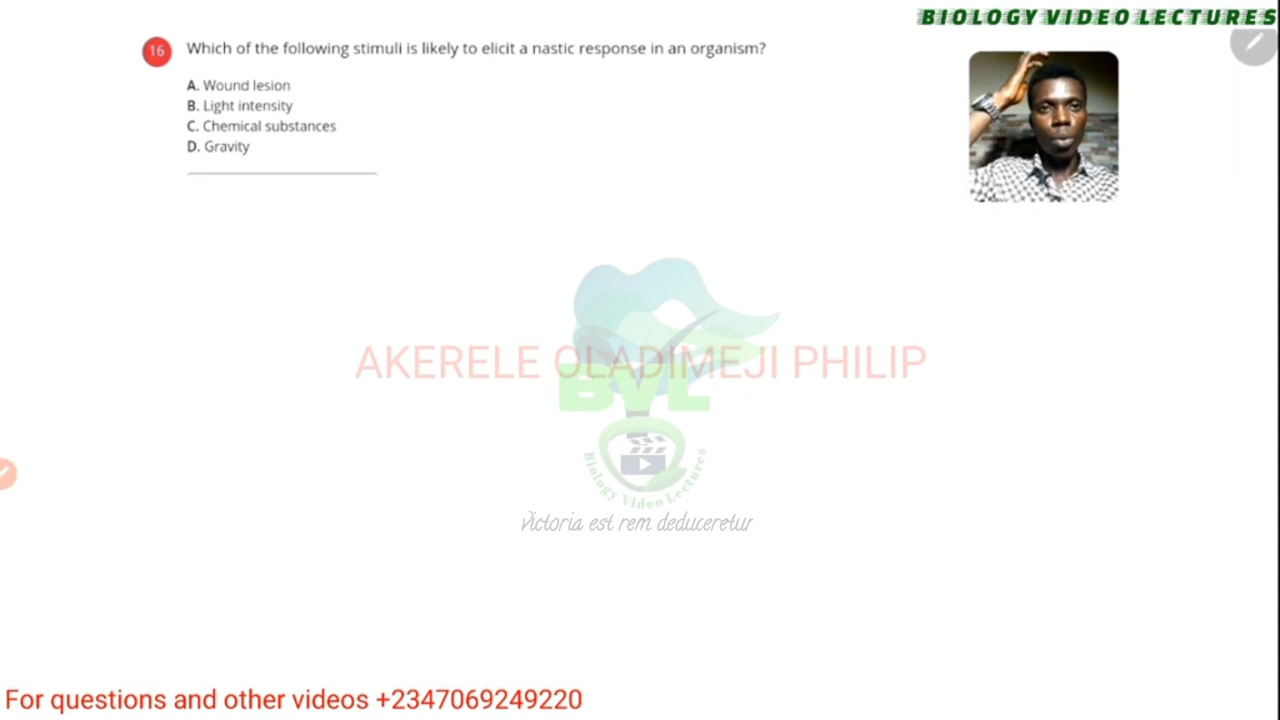 BIOLOGY VIDEO LECTURES
16 Which of the following stimuli is likely to elicit a nastic response in an organism?
A. Wound lesion
B. Light intensity
C. Chemical substances
D. Gravity
AKERELE OLADIMEJI PHILIP
BVL
Biology Video Lectures
Victoria est rem deduceretur
For questions and other videos +2347069249220